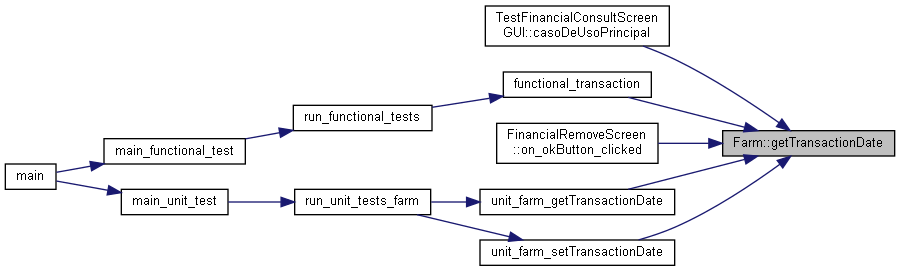 TestFinancialConsultScreen
GUI::casoDeUsoPrincipal
functional_transaction
run_functional_tests
FinancialRemoveScreen
::on_okButton_clicked
Farm::getTransactionDate
main_functional_test
main
main_unit_test
run_unit_tests_farm
unit_farm_getTransactionDate
unit_farm_setTransactionDate